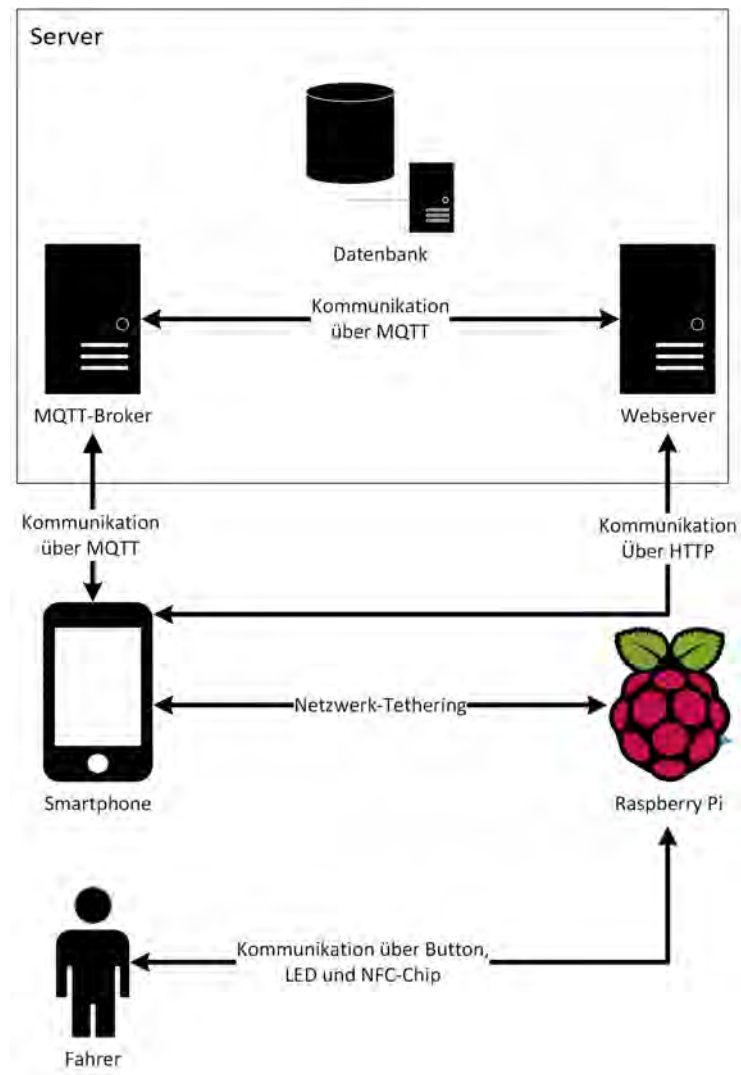 Server
Datenbank
Kommunikation
über MQTT
MQTT-Broker
Webserver
Kommunikation
über MQTT
Kommunikation
Über HTTP
Netzwerk-Tethering
Smartphone
Raspberry Pi
Kommunikation über Button,
LED und NFC-Chip
Fahrer